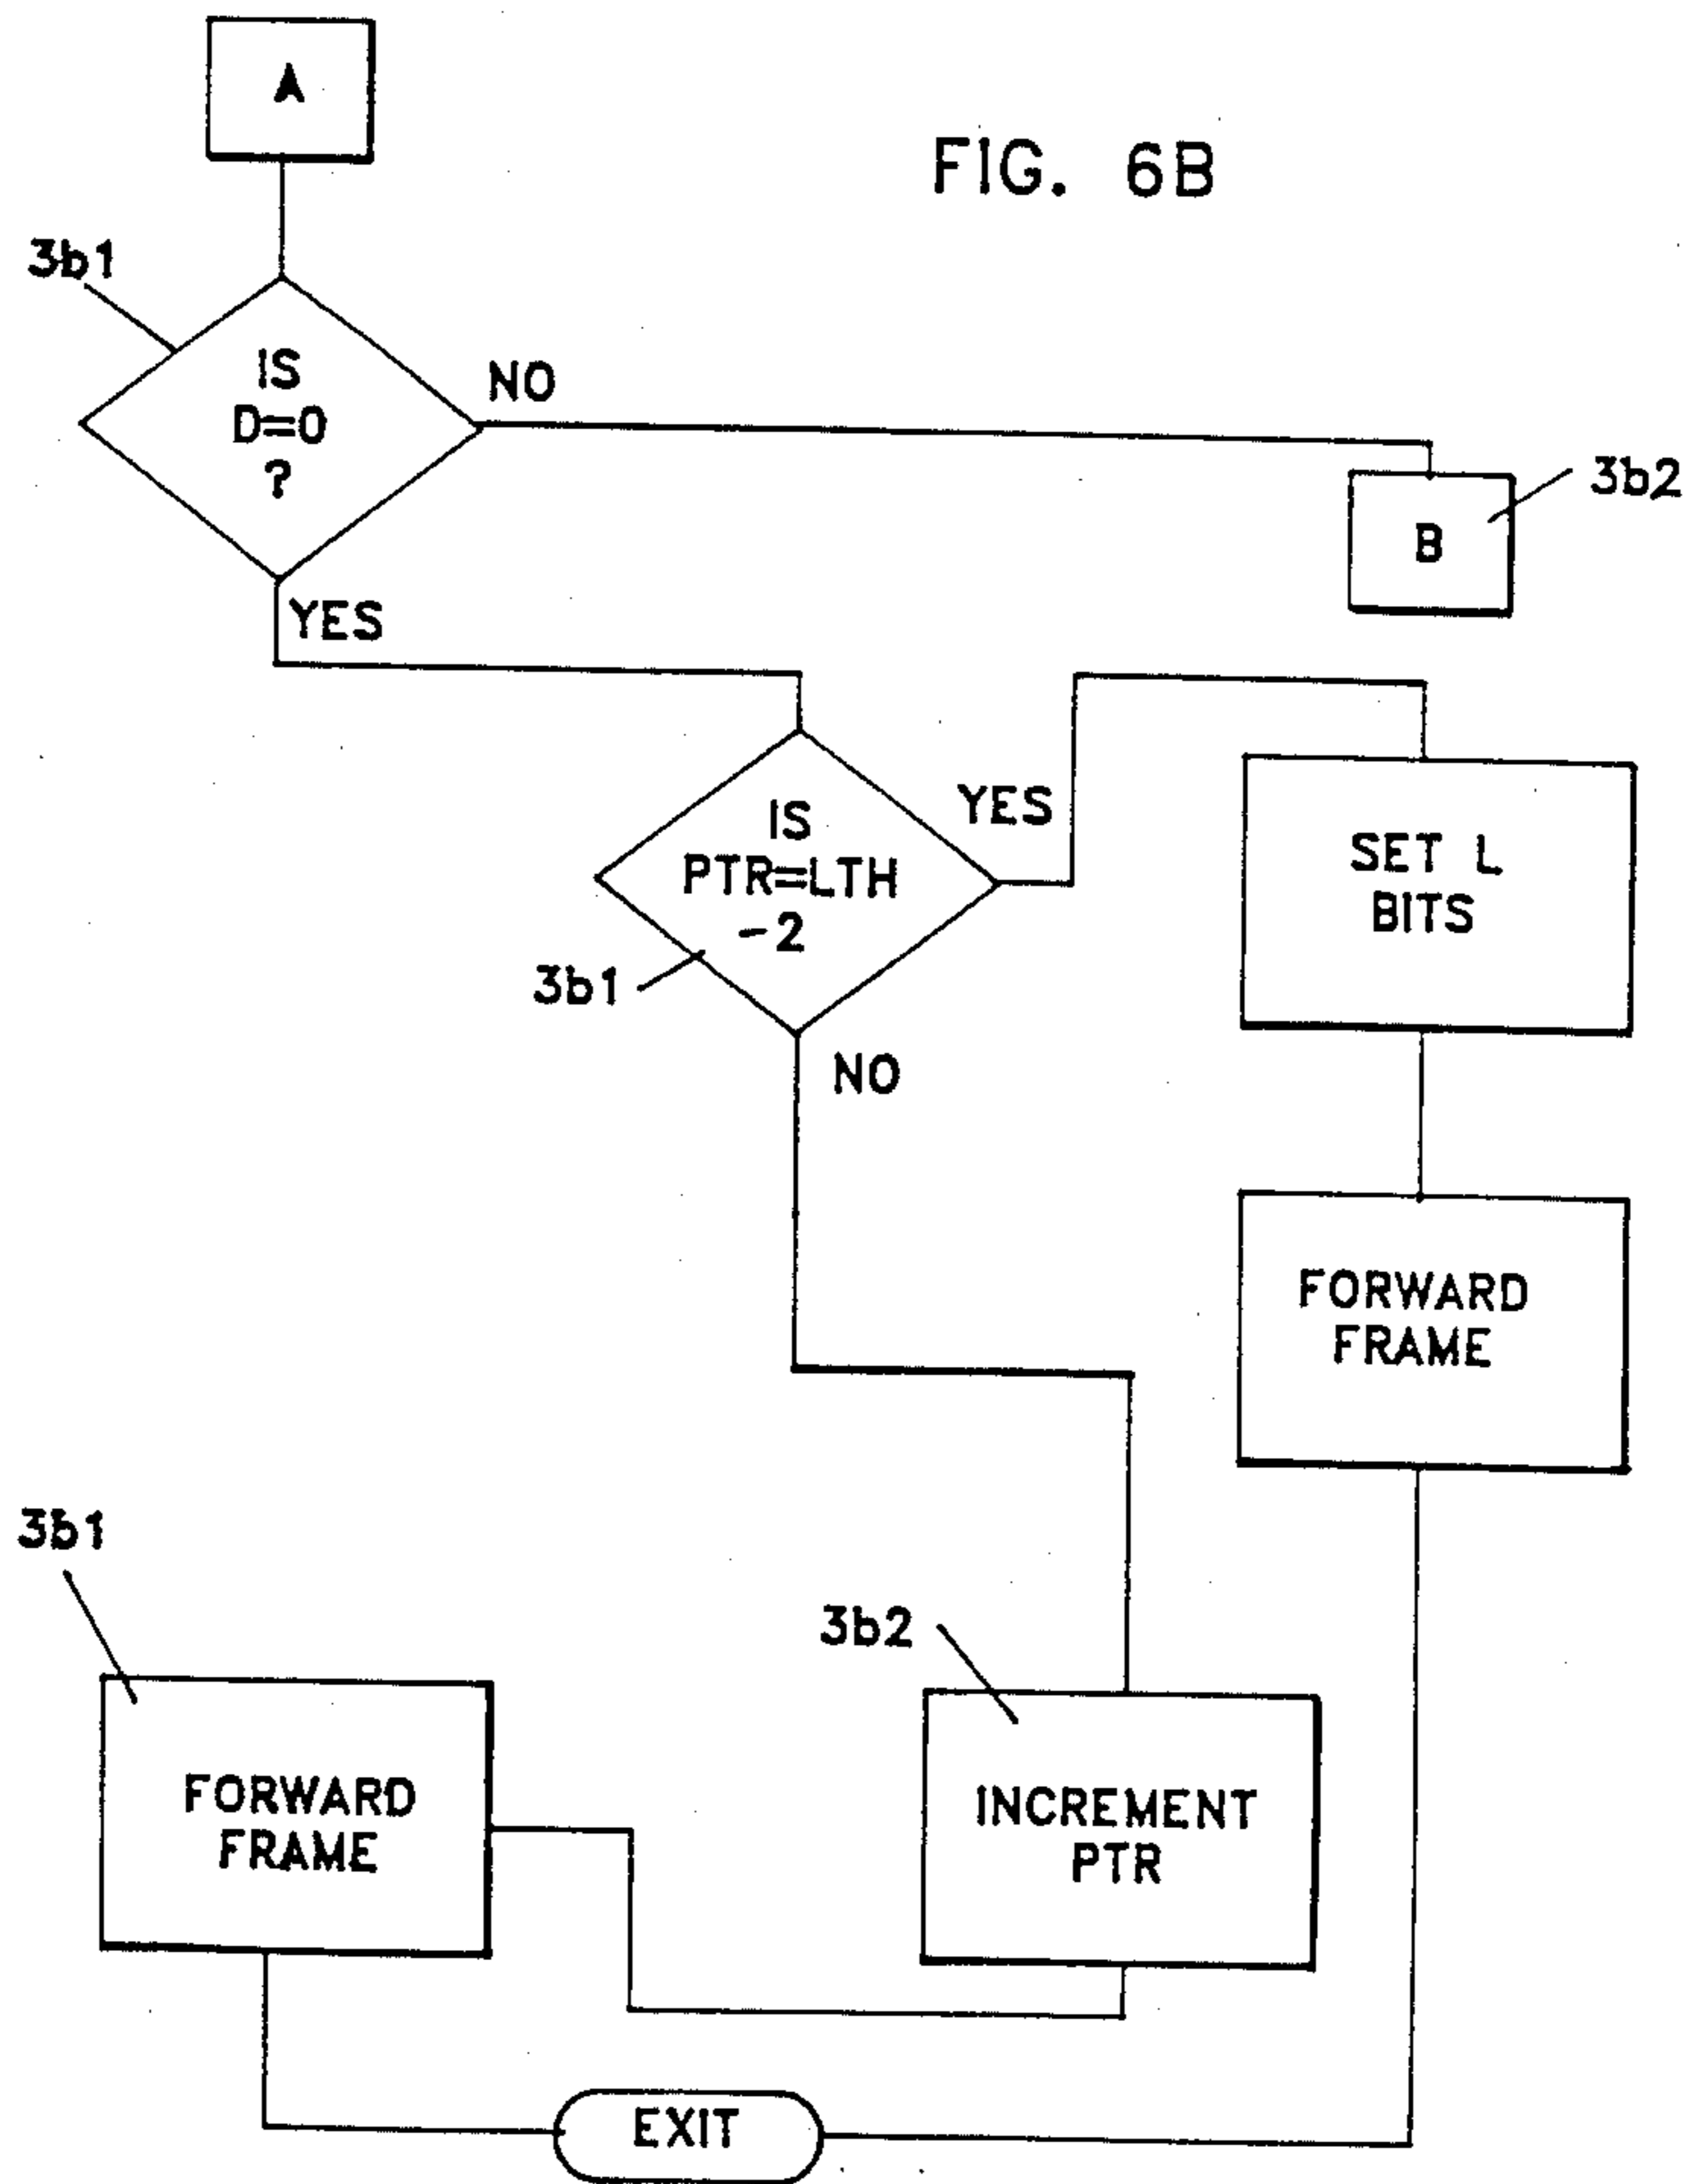 A
FIG. 6B
3b1
IS
D=0
?
NO
3b2
B
YES
IS
PTR=LTH
-2
YES
3b1
NO
SET L
BITS
FORWARD
FRAME
3b1
3b2
FORWARD
FRAME
INCREMENT
PTR
EXIT